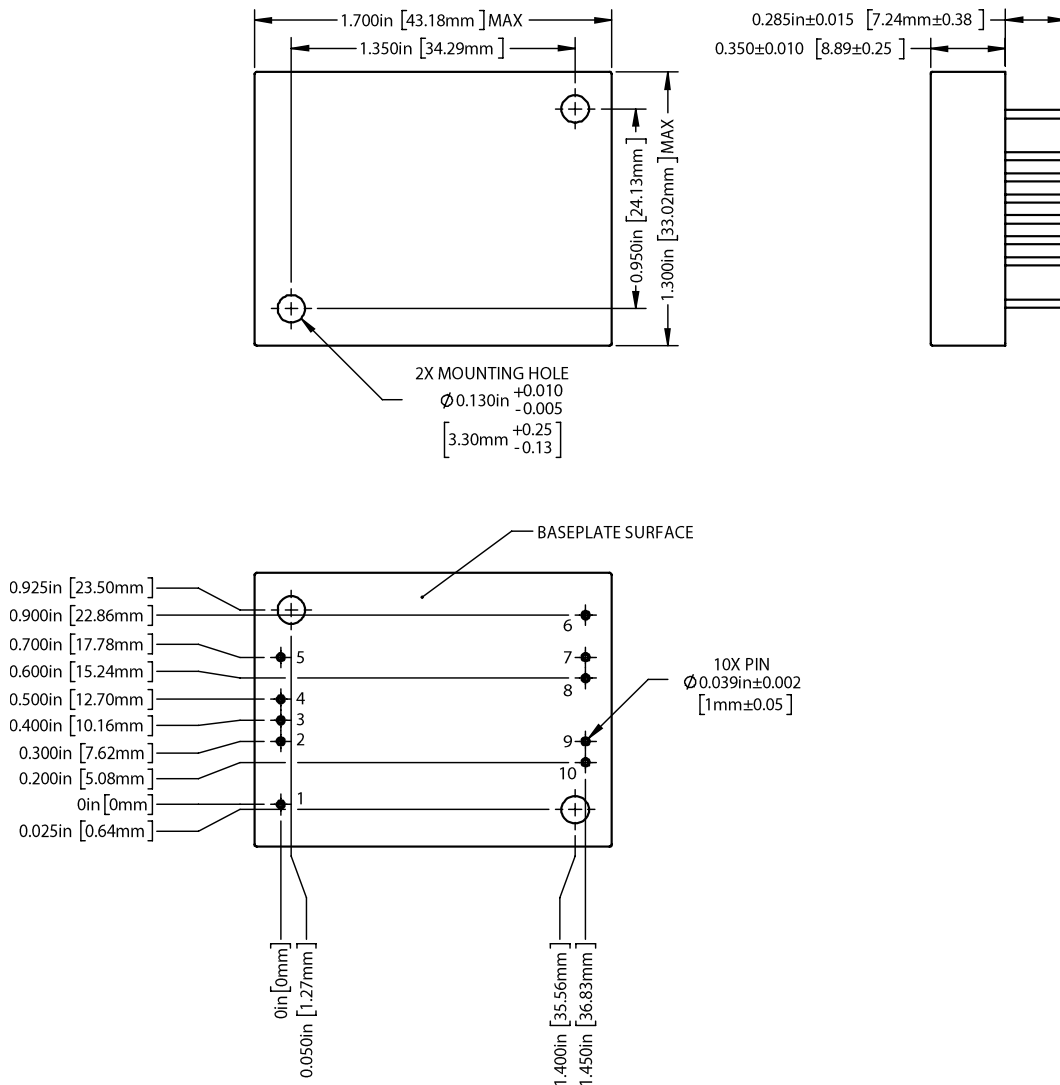 1.700in [43.18mm] MAX
1.350in [34.29mm]
0.285in±0.015 [7.24mm±0.38]
0.350±0.010 [8.89±0.25]
0.950in [24.13mm]
1.300in [33.02mm] MAX
2X MOUNTING HOLE
Ø0.130in +0.010 -0.005
[3.30mm +0.25 -0.13]
BASEPLATE SURFACE
0.925in [23.50mm]
0.900in [22.86mm]
0.700in [17.78mm]
0.600in [15.24mm]
0.500in [12.70mm]
0.400in [10.16mm]
0.300in [7.62mm]
0.200in [5.08mm]
0in [0mm]
0.025in [0.64mm]
5
4
3
2
1
6
7
8
9
10
10X PIN
Ø0.039in±0.002
[1mm±0.05]
0in [0mm]
0.050in [1.27mm]
1.400in [35.56mm]
1.450in [36.83mm]